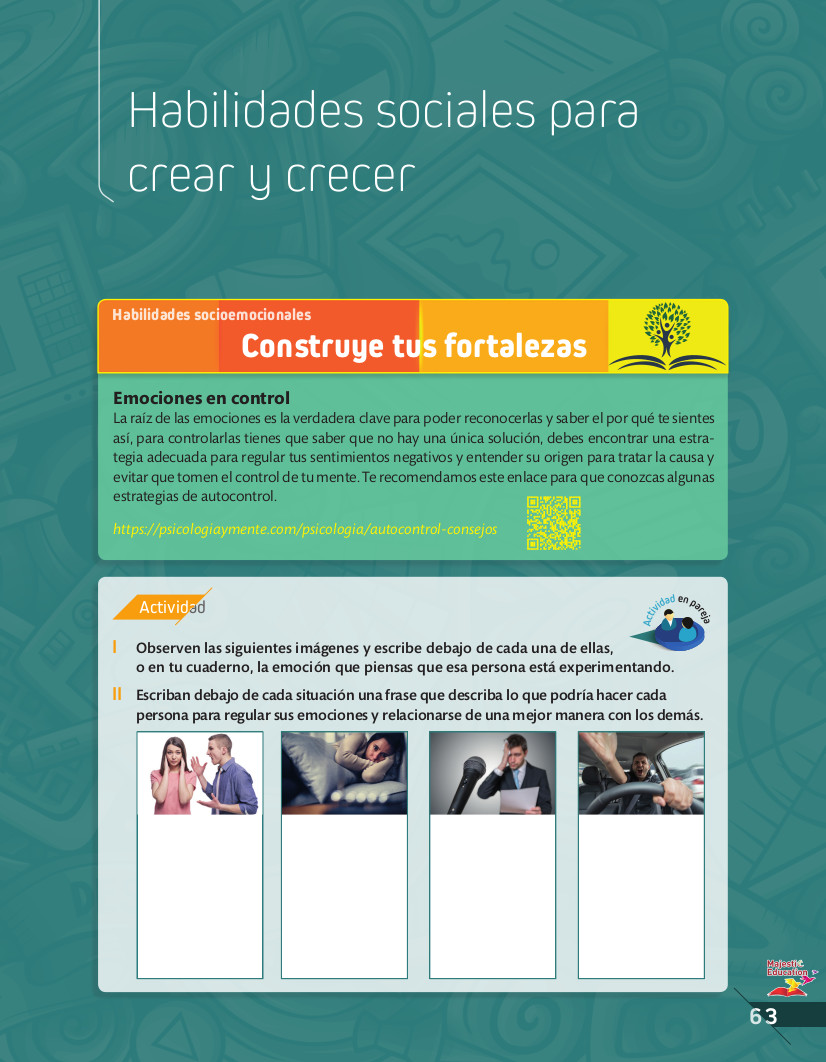 Habilidades sociales para
crear y crecer
Habilidades socioemocionales
Construye tus fortalezas
Emociones en control
La raíz de las emociones es la verdadera clave para poder reconocerlas y saber el por qué te sientes
así, para controlarlas tienes que saber que no hay una única solución, debes encontrar una estra-
tegia adecuada para regular tus sentimientos negativos y entender su origen para tratar la causa y
evitar que tomen el control de tu mente. Te recomendamos este enlace para que conozcas algunas
estrategias de autocontrol.
https://psicologiaymente.com/psicologia/autocontrol-consejos
Actividad
Actividad en pareja
I Observen las siguientes imágenes y escribe debajo de cada una de ellas,
o en tu cuaderno, la emoción que piensas que esa persona está experimentando.
II Escriban debajo de cada situación una frase que describa lo que podría hacer cada
persona para regular sus emociones y relacionarse de una mejor manera con los demás.
Majestic
Education
63